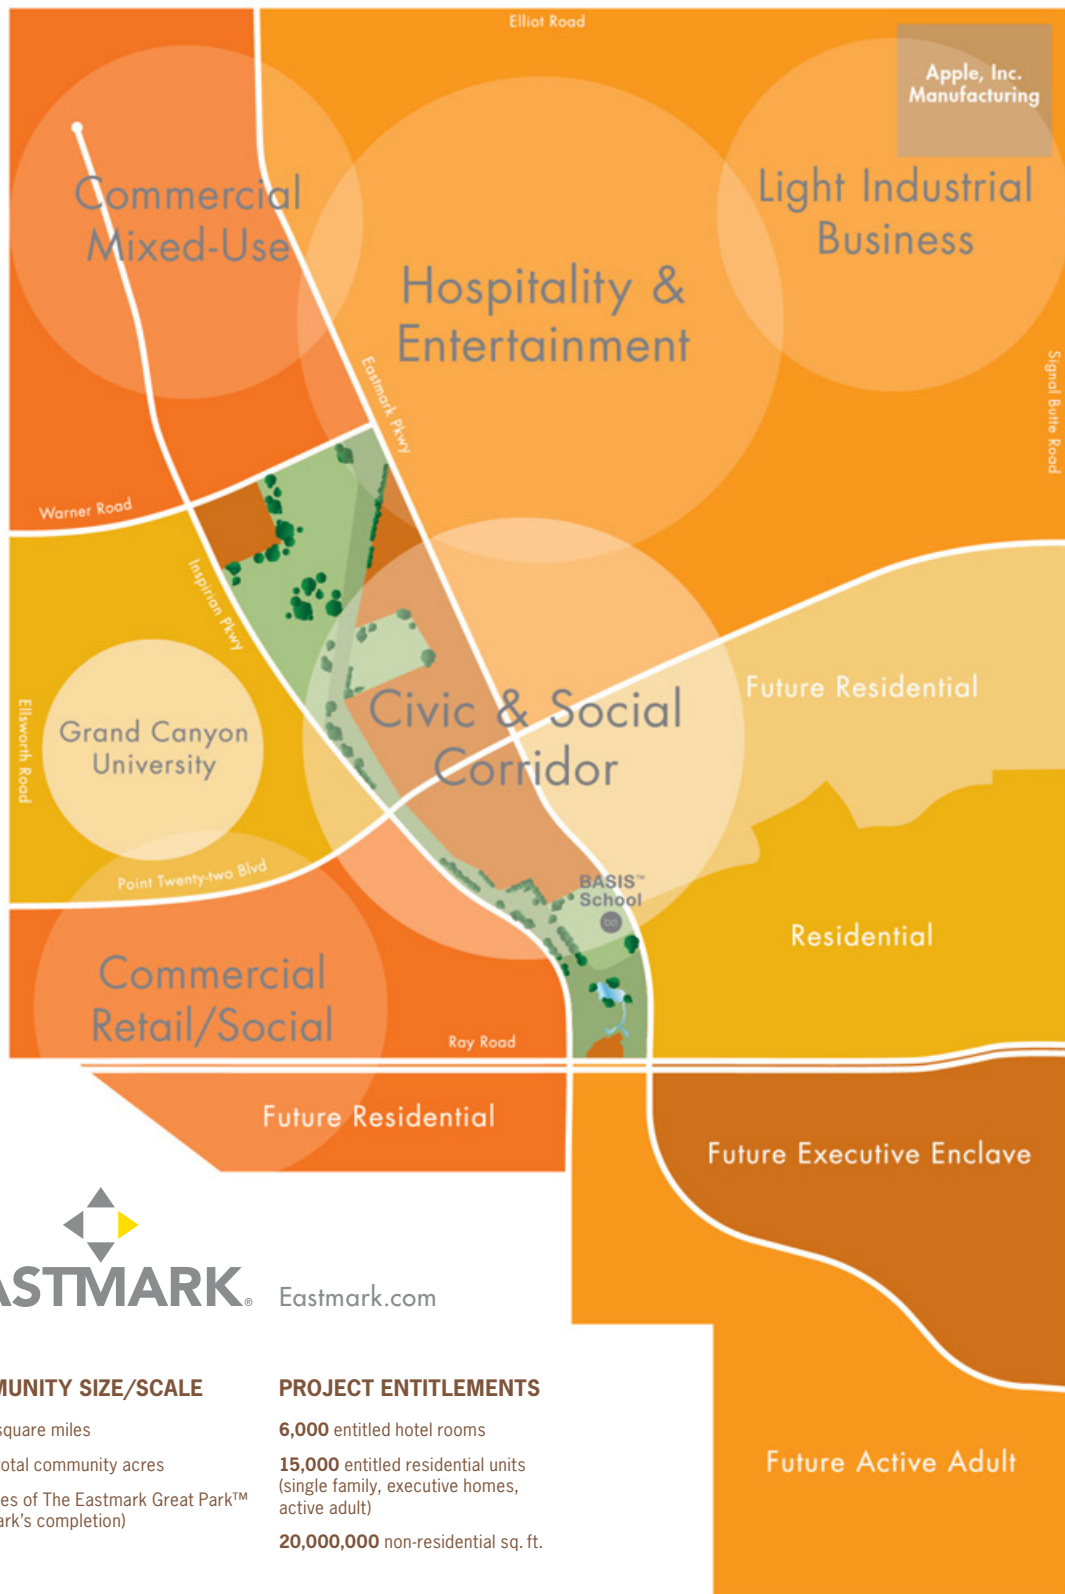 Elliot Road
Apple, Inc.
Manufacturing
Commercial
Mixed-Use
Light Industrial
Business
Hospitality &
Entertainment
Eastmark Pkwy
Signal Butte Road
Warner Road
Inspirian Pkwy
Future Residential
Civic & Social
Corridor
Ellsworth Road
Grand Canyon
University
Point Twenty-two Blvd
BASIS™
School
bd
Residential
Commercial
Retail/Social
Ray Road
Future Residential
Future Executive Enclave
ASTMARK®
Eastmark.com
MUNITY SIZE/SCALE
square miles
total community acres
es of The Eastmark Great Park™
ark's completion)
PROJECT ENTITLEMENTS
6,000 entitled hotel rooms
15,000 entitled residential units
(single family, executive homes,
active adult)
20,000,000 non-residential sq. ft.
Future Active Adult